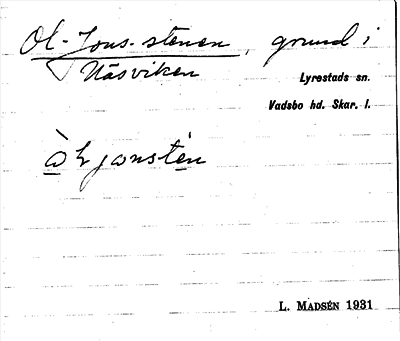 Ol-Jons-stenen, grund i
Näsviken
Lyrestads sn.
Vadsbo hd. Skar. l.
L. MADSÉN 1931